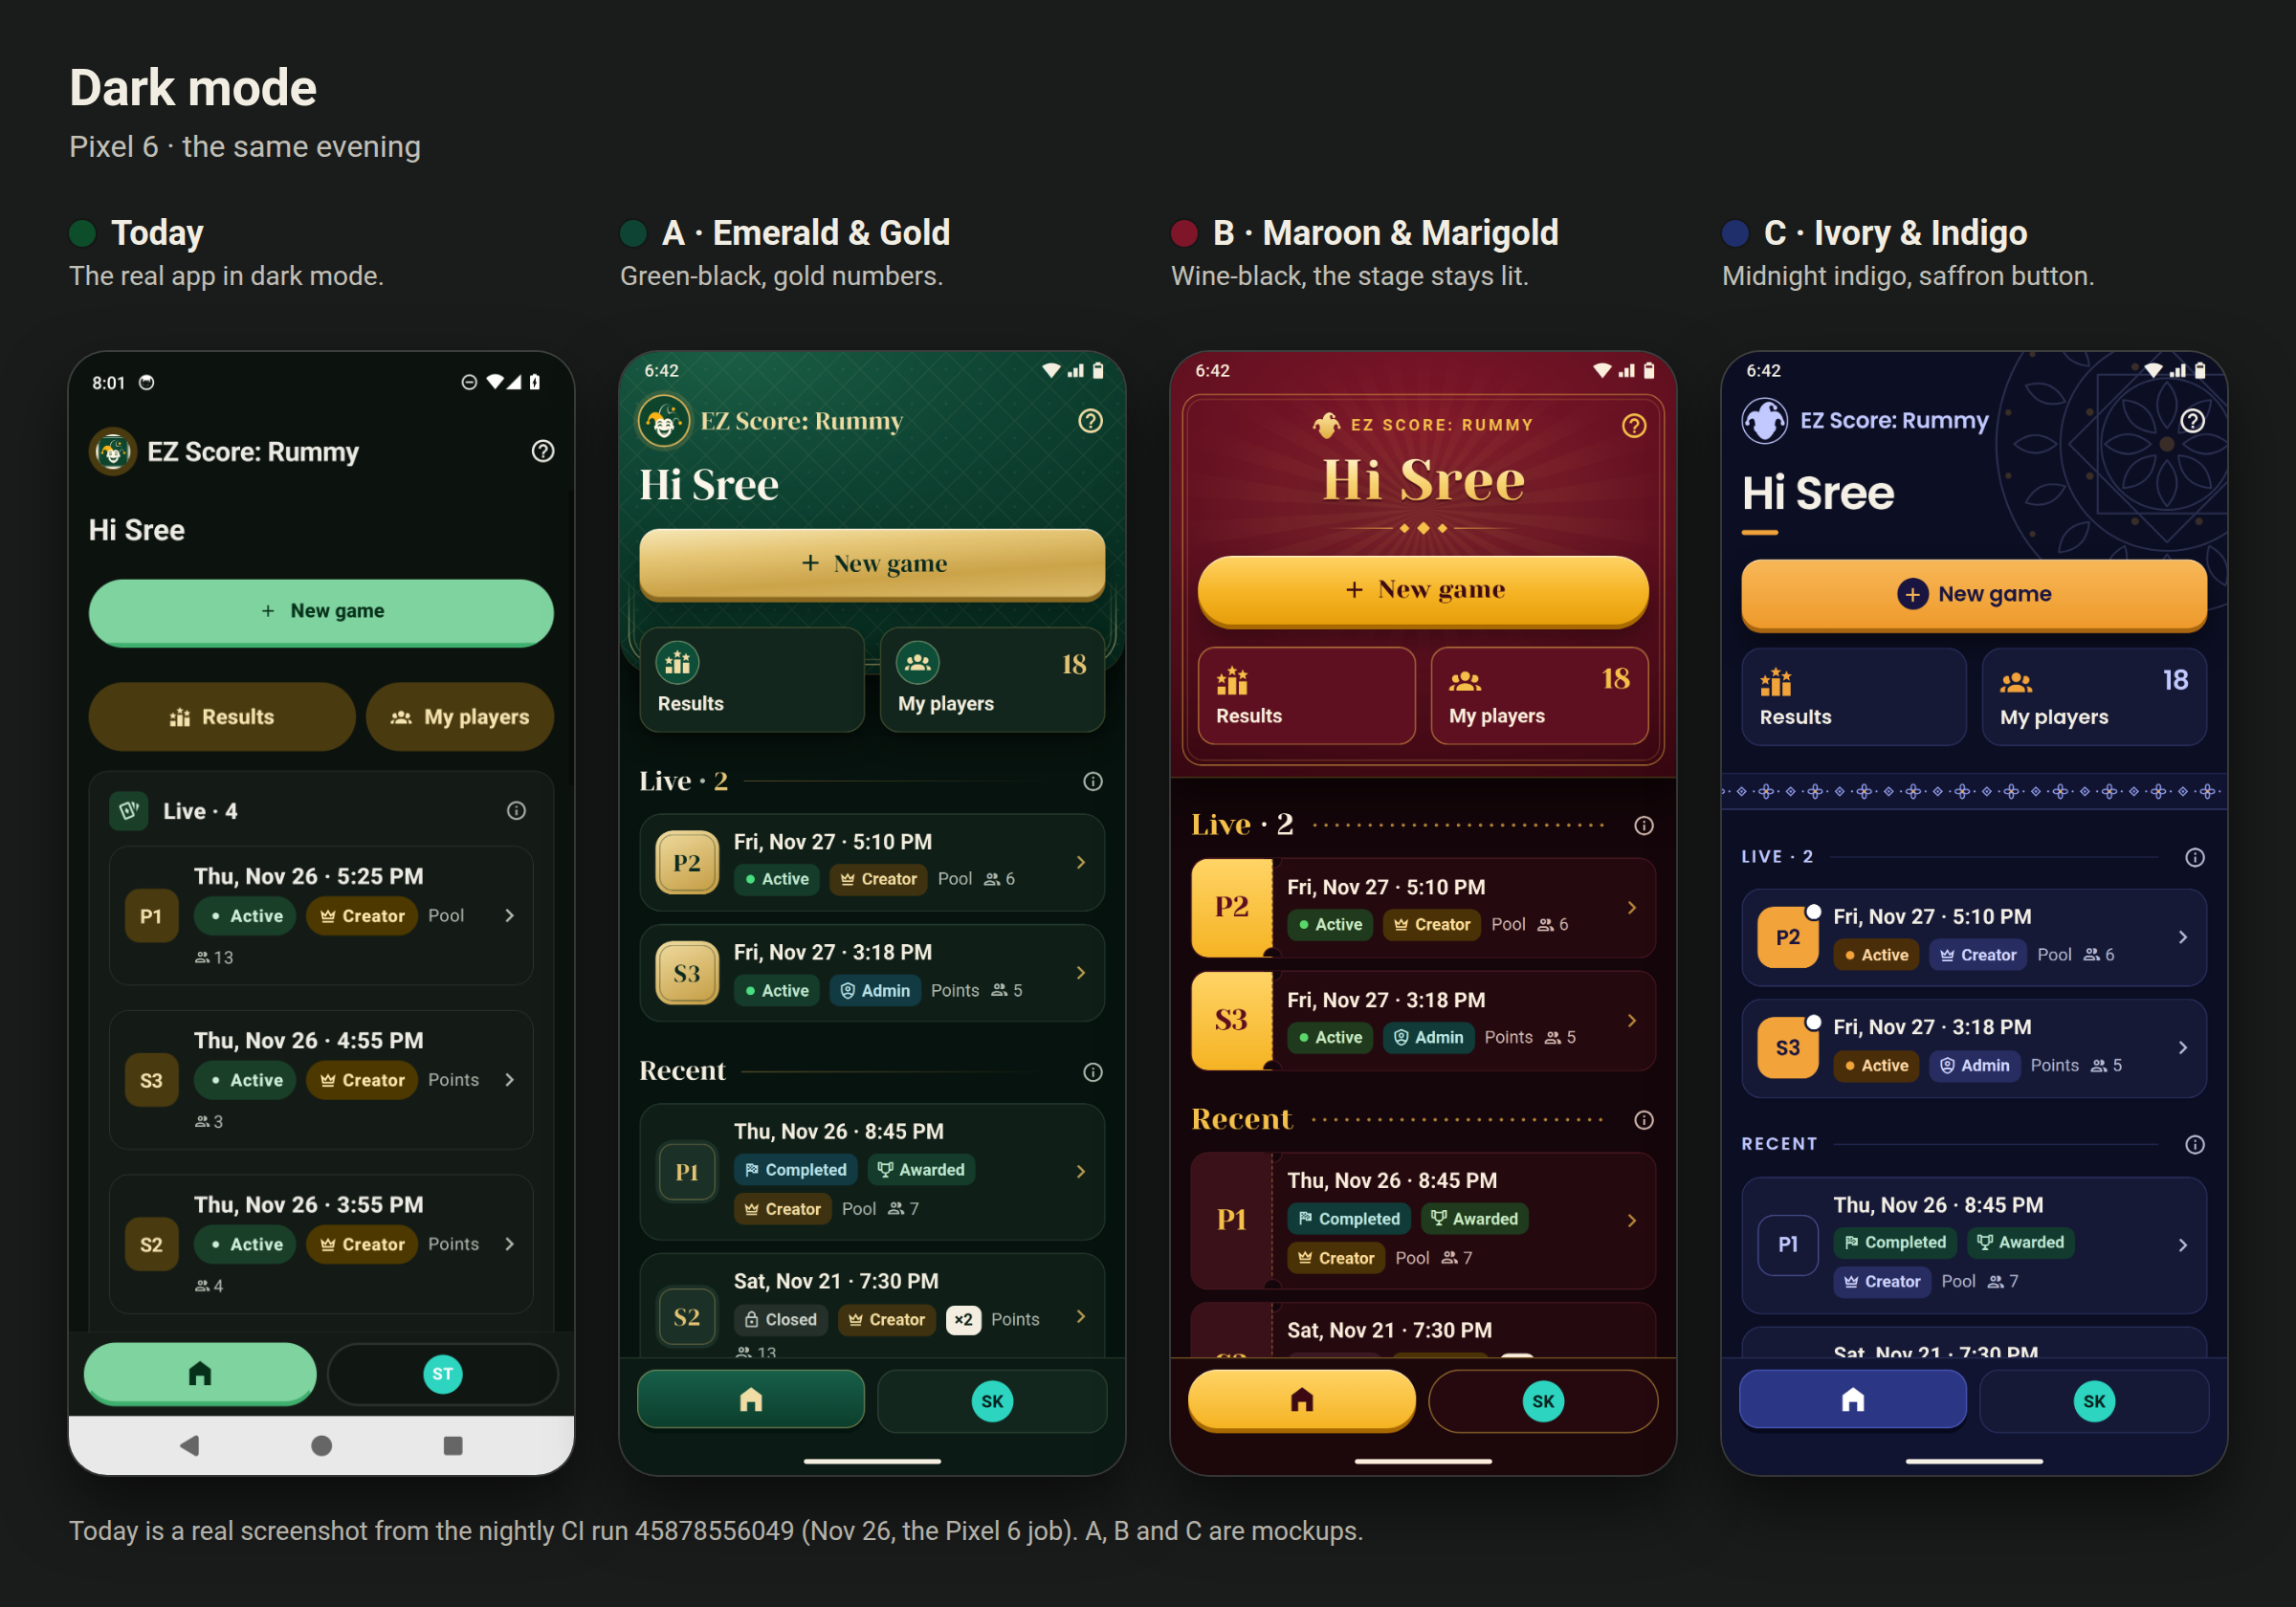 Dark mode
Pixel 6 · the same evening
Today
The real app in dark mode.
A · Emerald & Gold
Green-black, gold numbers.
B · Maroon & Marigold
Wine-black, the stage stays lit.
C · Ivory & Indigo
Midnight indigo, saffron button.
8:01
EZ Score: Rummy
Hi Sree
+ New game
Results
My players
Live · 4
Thu, Nov 26 · 5:25 PM
P1
Active
Creator
Pool
13
Thu, Nov 26 · 4:55 PM
S3
Active
Creator
Points
3
Thu, Nov 26 · 3:55 PM
S2
Active
Creator
Points
4
ST
6:42
EZ Score: Rummy
Hi Sree
+ New game
18
Results
My players
Live · 2
P2
Fri, Nov 27 · 5:10 PM
Active
Creator
Pool
6
S3
Fri, Nov 27 · 3:18 PM
Active
Admin
Points
5
Recent
Thu, Nov 26 · 8:45 PM
P1
Completed
Awarded
Creator
Pool
7
Sat, Nov 21 · 7:30 PM
S2
Closed
Creator
×2
Points
13
SK
6:42
EZ SCORE: RUMMY
Hi Sree
+ New game
18
Results
My players
Live · 2
P2
Fri, Nov 27 · 5:10 PM
Active
Creator
Pool
6
S3
Fri, Nov 27 · 3:18 PM
Active
Admin
Points
5
Recent
Thu, Nov 26 · 8:45 PM
P1
Completed
Awarded
Creator
Pool
7
Sat, Nov 21 · 7:30 PM
SK
6:42
EZ Score: Rummy
Hi Sree
+ New game
18
Results
My players
LIVE · 2
P2
Fri, Nov 27 · 5:10 PM
Active
Creator
Pool
6
S3
Fri, Nov 27 · 3:18 PM
Active
Admin
Points
5
RECENT
Thu, Nov 26 · 8:45 PM
P1
Completed
Awarded
Creator
Pool
7
Sat, Nov 21 · 7:30 PM
SK
Today is a real screenshot from the nightly CI run 45878556049 (Nov 26, the Pixel 6 job). A, B and C are mockups.